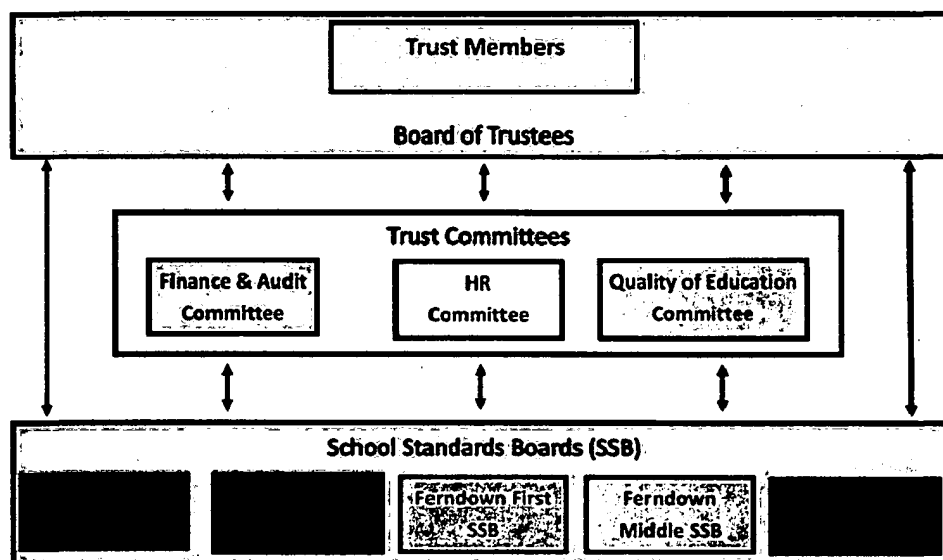 Trust Members
Board of Trustees
Trust Committees
Finance & Audit
Committee
HR
Committee
Quality of Education
Committee
School Standards Boards (SSB)
Ferndown First
SSB
Ferndown
Middle SSB